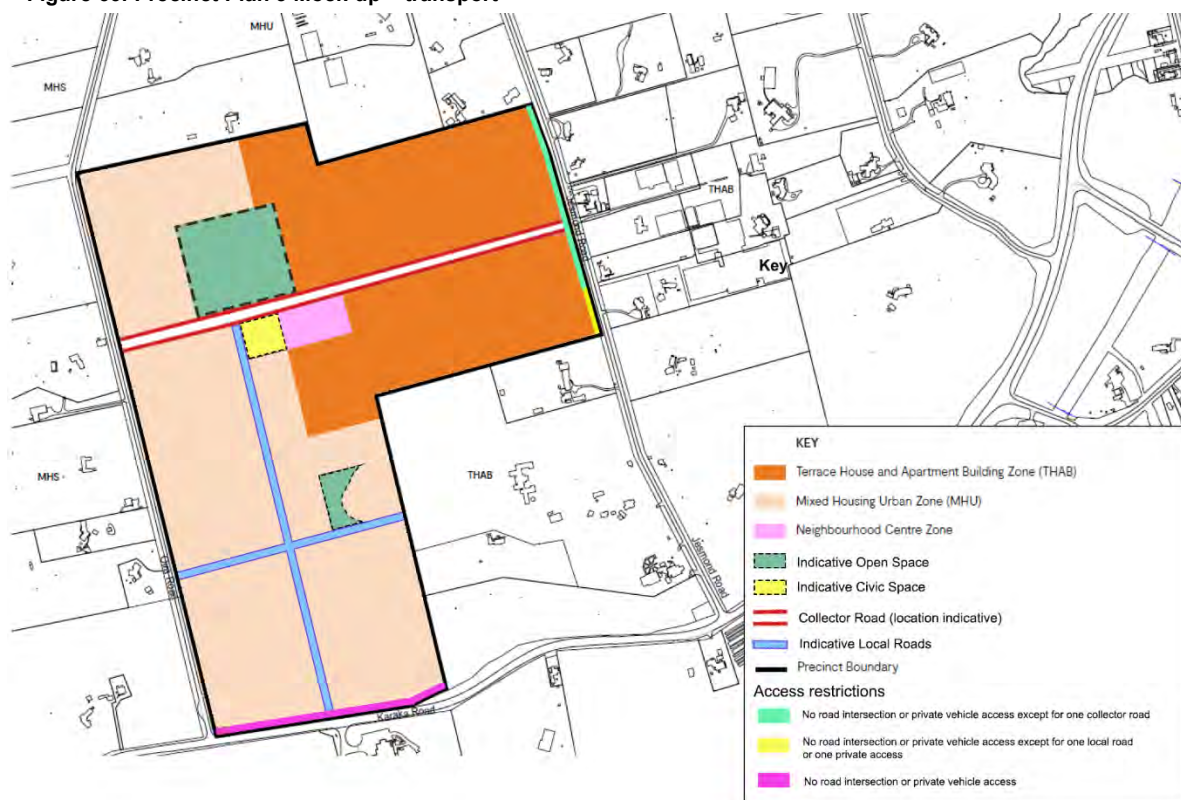 MHU
MHS
THAB
Key
MHS
THAB
Jesmond Road
Karaka Road
KEY
Terrace House and Apartment Building Zone (THAB)
Mixed Housing Urban Zone (MHU)
Neighbourhood Centre Zone
Indicative Open Space
Indicative Civic Space
Collector Road (location indicative)
Indicative Local Roads
Precinct Boundary
Access restrictions
No road intersection or private vehicle access except for one collector road
No road intersection or private vehicle access except for one local road
or one private access
No road intersection or private vehicle access